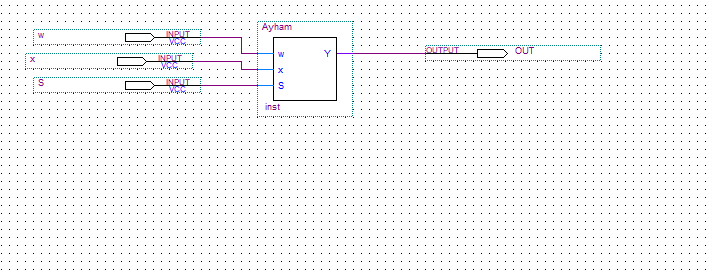 Ayham
w INPUT
VCC
x INPUT
VCC
S INPUT
VCC
w Y
x
S
inst
OUTPUT OUT